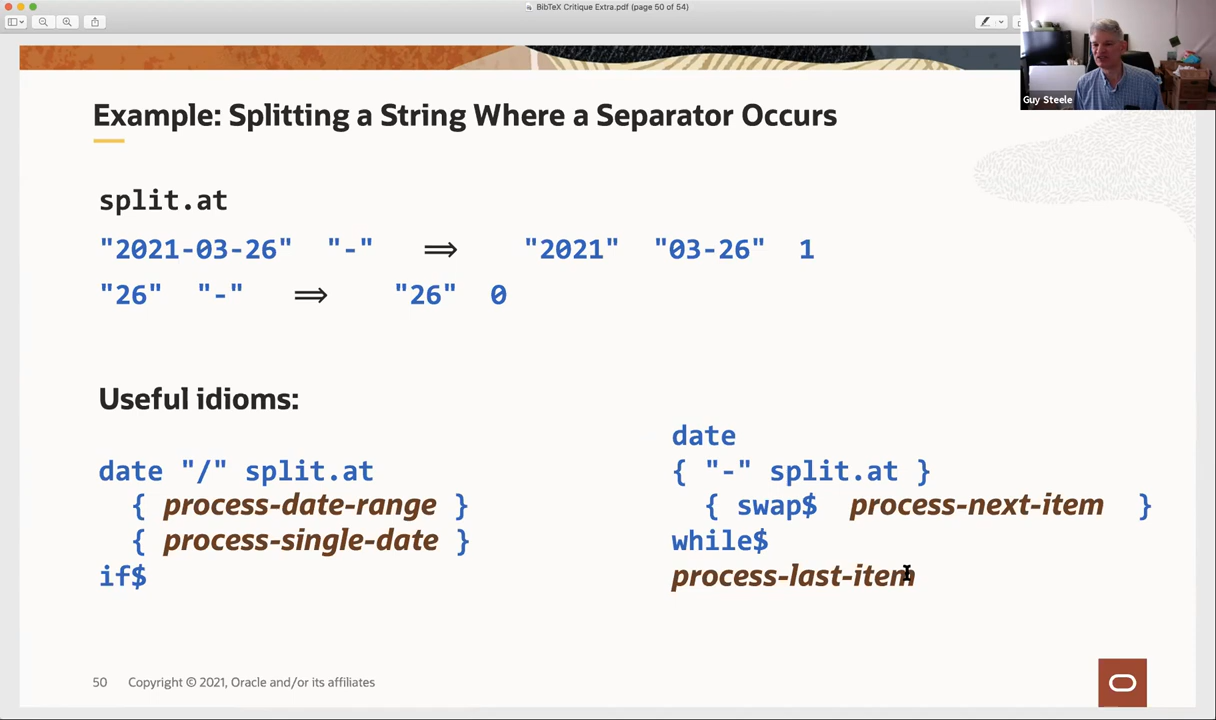 BibTeX Critique Extra.pdf (page 50 of 54)
Guy Steele
Example: Splitting a String Where a Separator Occurs
split.at
"2021-03-26" "-" ⟹ "2021" "03-26" 1
"26" "-" ⟹ "26" 0
Useful idioms:
date "/" split.at
{ process-date-range }
{ process-single-date }
if$
date
{ "-" split.at }
{ swap$ process-next-item }
while$
process-last-item
50 Copyright © 2021, Oracle and/or its affiliates